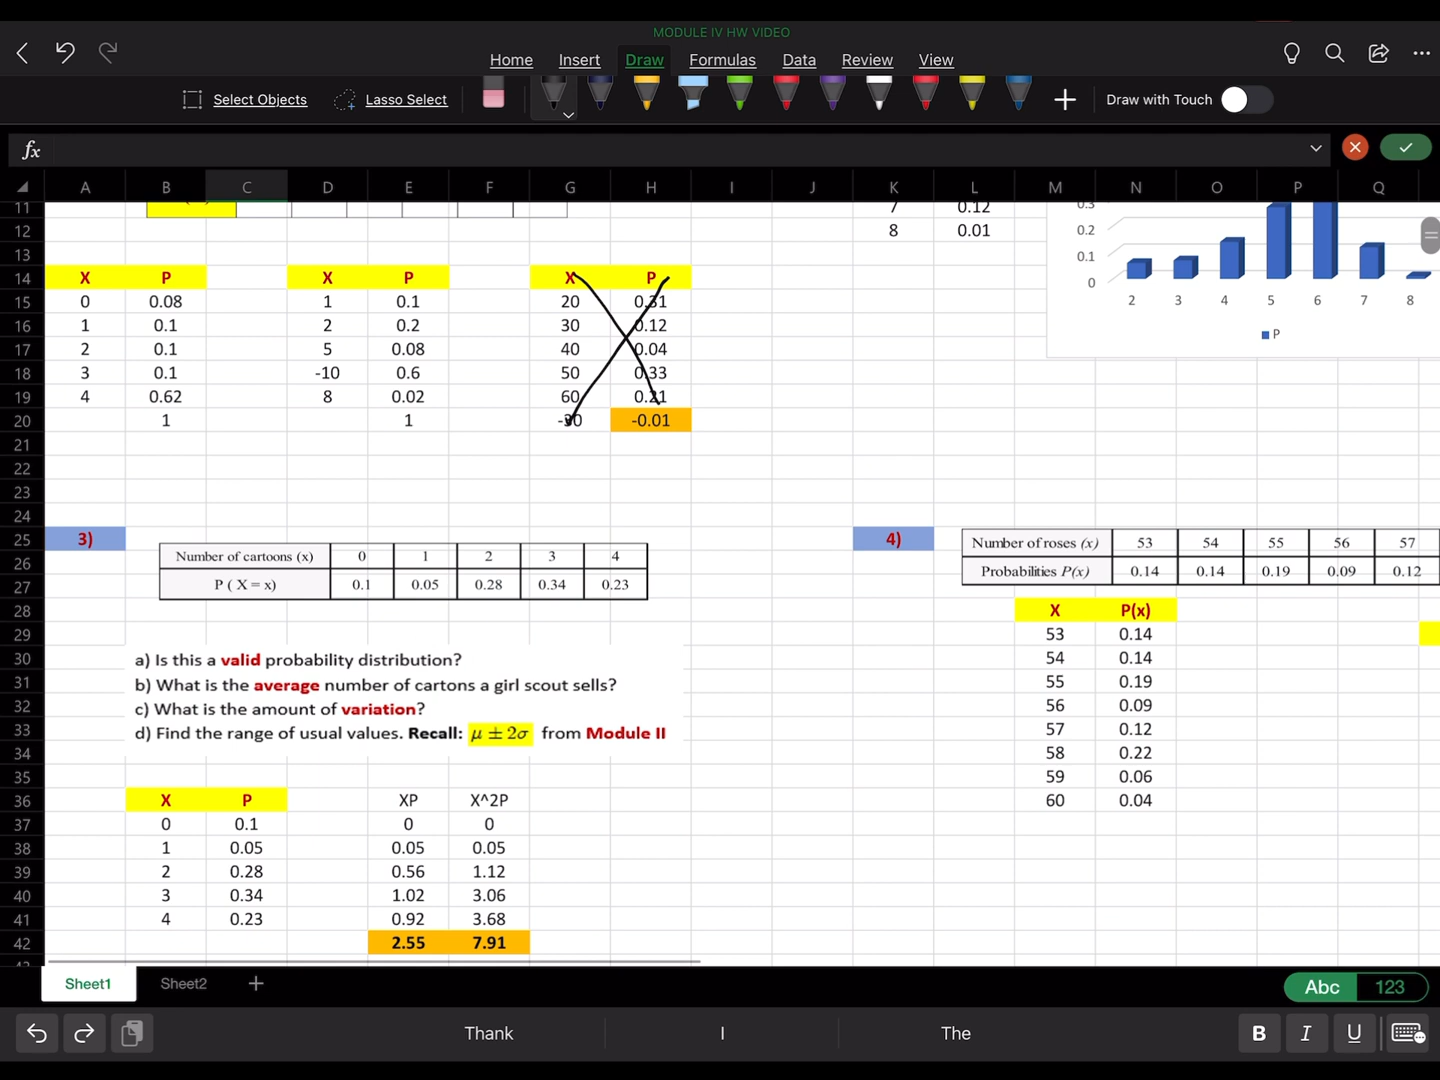 MODULE IV HW VIDEO
Home Insert Draw Formulas Data Review View
Select Objects Lasso Select Draw with Touch
fx
A B C D E F G H I J K L M N O P Q
11 7 0.12 0.3
12 8 0.01 0.2
13 0.1
0
2 3 4 5 6 7 8
P
14 X P X P X P
15 0 0.08 1 0.1 20 0.31
16 1 0.1 2 0.2 30 0.12
17 2 0.1 5 0.08 40 0.04
18 3 0.1 -10 0.6 50 0.33
19 4 0.62 8 0.02 60 0.21
20 1 1 -30 -0.01
21
22
23
24
25 3) 4)
26
27
Number of cartoons (x) 0 1 2 3 4
P ( X = x) 0.1 0.05 0.28 0.34 0.23
Number of roses (x) 53 54 55 56 57
Probabilities P(x) 0.14 0.14 0.19 0.09 0.12
28 X P(x)
29 53 0.14
30 a) Is this a valid probability distribution? 54 0.14
31 b) What is the average number of cartons a girl scout sells? 55 0.19
32 c) What is the amount of variation? 56 0.09
33 d) Find the range of usual values. Recall: μ ± 2σ from Module II 57 0.12
34 58 0.22
35 59 0.06
36 X P XP X^2P 60 0.04
37 0 0.1 0 0
38 1 0.05 0.05 0.05
39 2 0.28 0.56 1.12
40 3 0.34 1.02 3.06
41 4 0.23 0.92 3.68
42 2.55 7.91
Sheet1 Sheet2 +
Abc 123
Thank I The
B I U